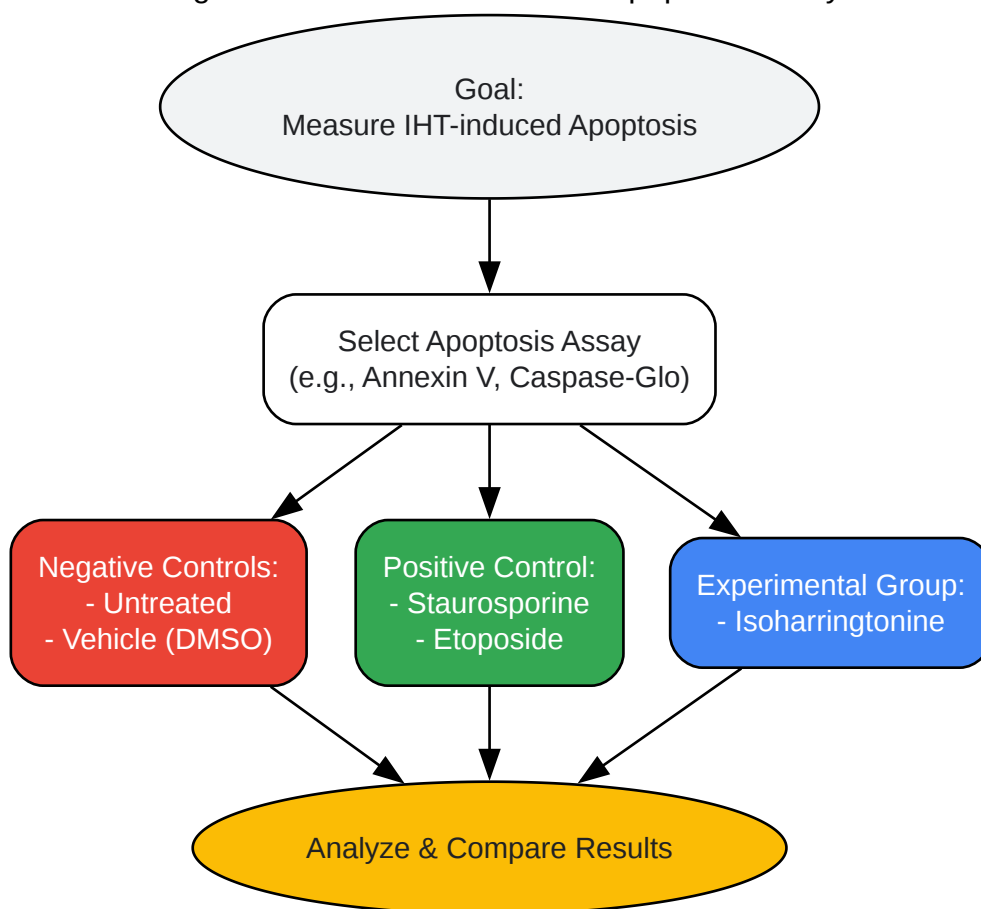 Goal:
Measure IHT-induced Apoptosis
Select Apoptosis Assay
(e.g., Annexin V, Caspase-Glo)
Negative Controls:
- Untreated
- Vehicle (DMSO)
Positive Control:
- Staurosporine
- Etoposide
Experimental Group:
- Isoharringtonine
Analyze & Compare Results